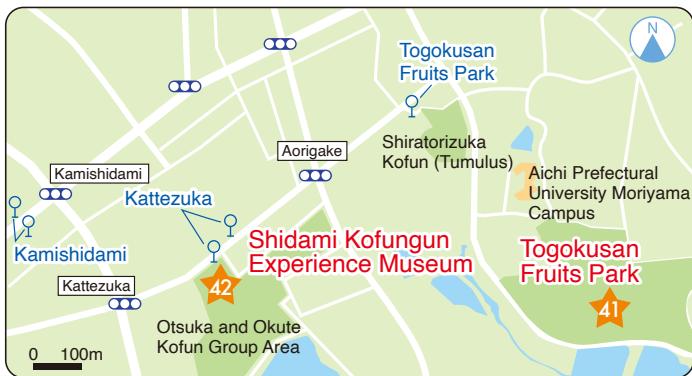 N
Togokusan
Fruits Park
Shiratorizuka
Kofun (Tumulus)
Aorigake
Kamishidami
Aichi Prefectural
University Moriyama
Campus
Kattezuka
Kamishidami
Shidami Kofungun
Experience Museum
Togokusan
Fruits Park
Kattezuka
42
41
Otsuka and Okute
Kofun Group Area
0 100m